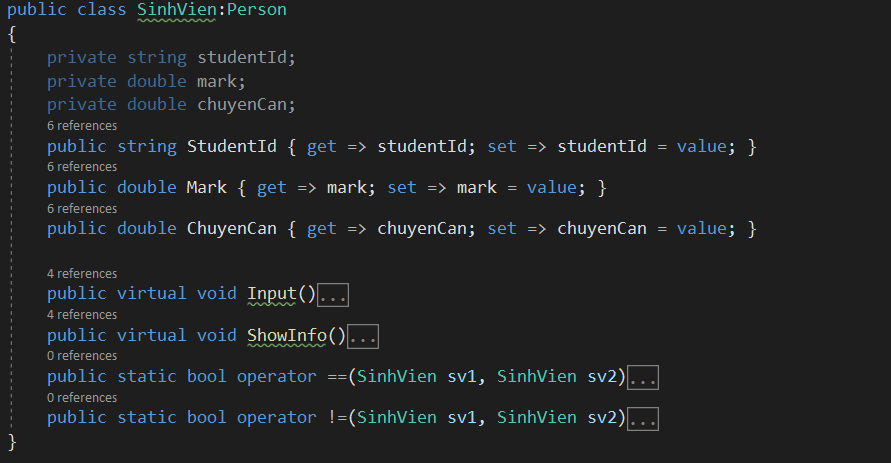 public class SinhVien:Person
{
private string studentId;
private double mark;
private double chuyenCan;
6 references
public string StudentId { get => studentId; set => studentId = value; }
6 references
public double Mark { get => mark; set => mark = value; }
6 references
public double ChuyenCan { get => chuyenCan; set => chuyenCan = value; }
4 references
public virtual void Input()...
4 references
public virtual void ShowInfo()...
0 references
public static bool operator ==(SinhVien sv1, SinhVien sv2)...
0 references
public static bool operator !=(SinhVien sv1, SinhVien sv2)...
}